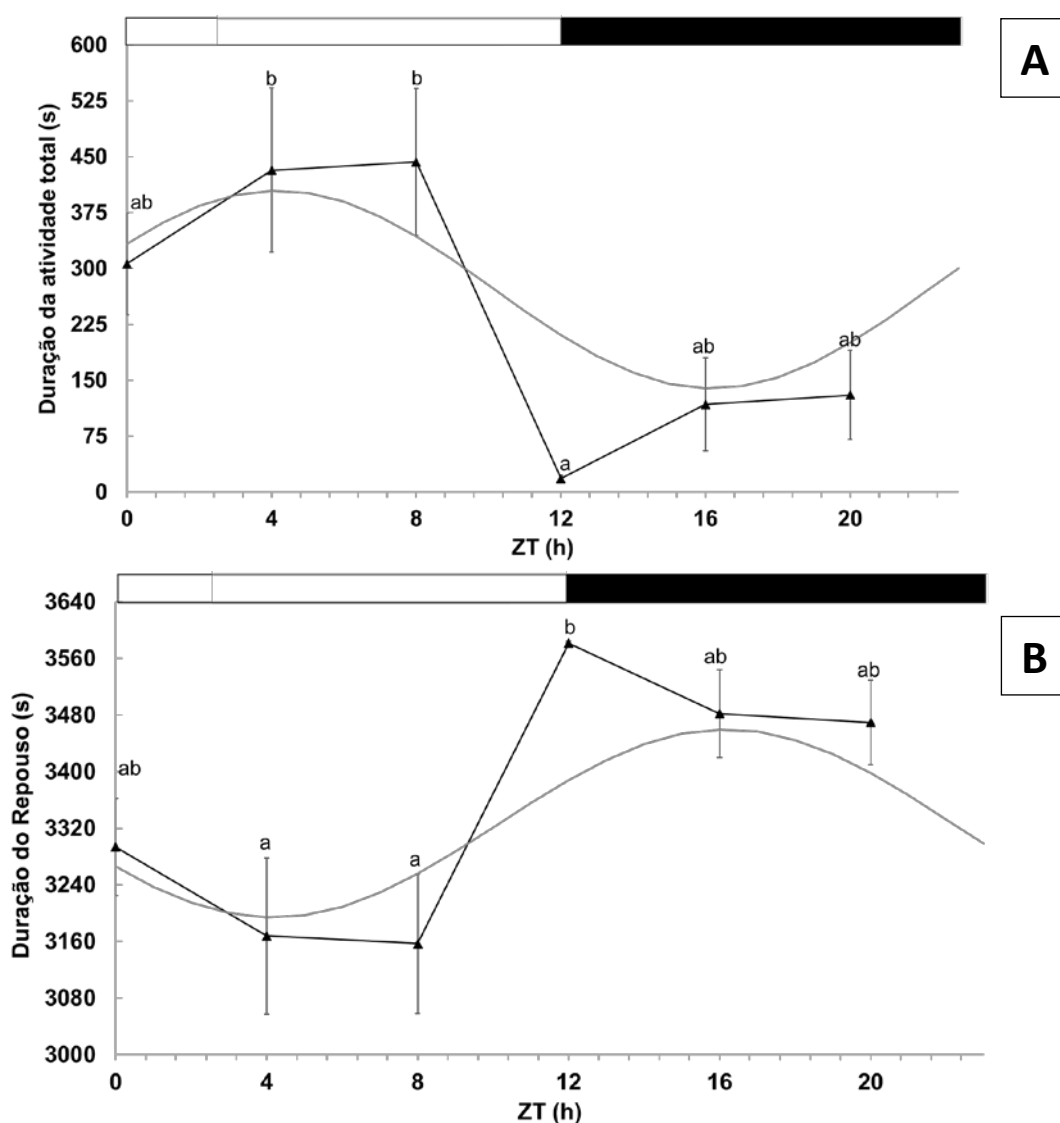 A
Duração da atividade total (s)
600
525
450
375
300
225
150
75
0
ab
b
b
a
ab
ab
0 4 8 12 16 20
ZT (h)
B
Duração do Repouso (s)
3640
3560
3480
3400
3320
3240
3160
3080
3000
ab
a
a
b
ab
ab
0 4 8 12 16 20
ZT (h)